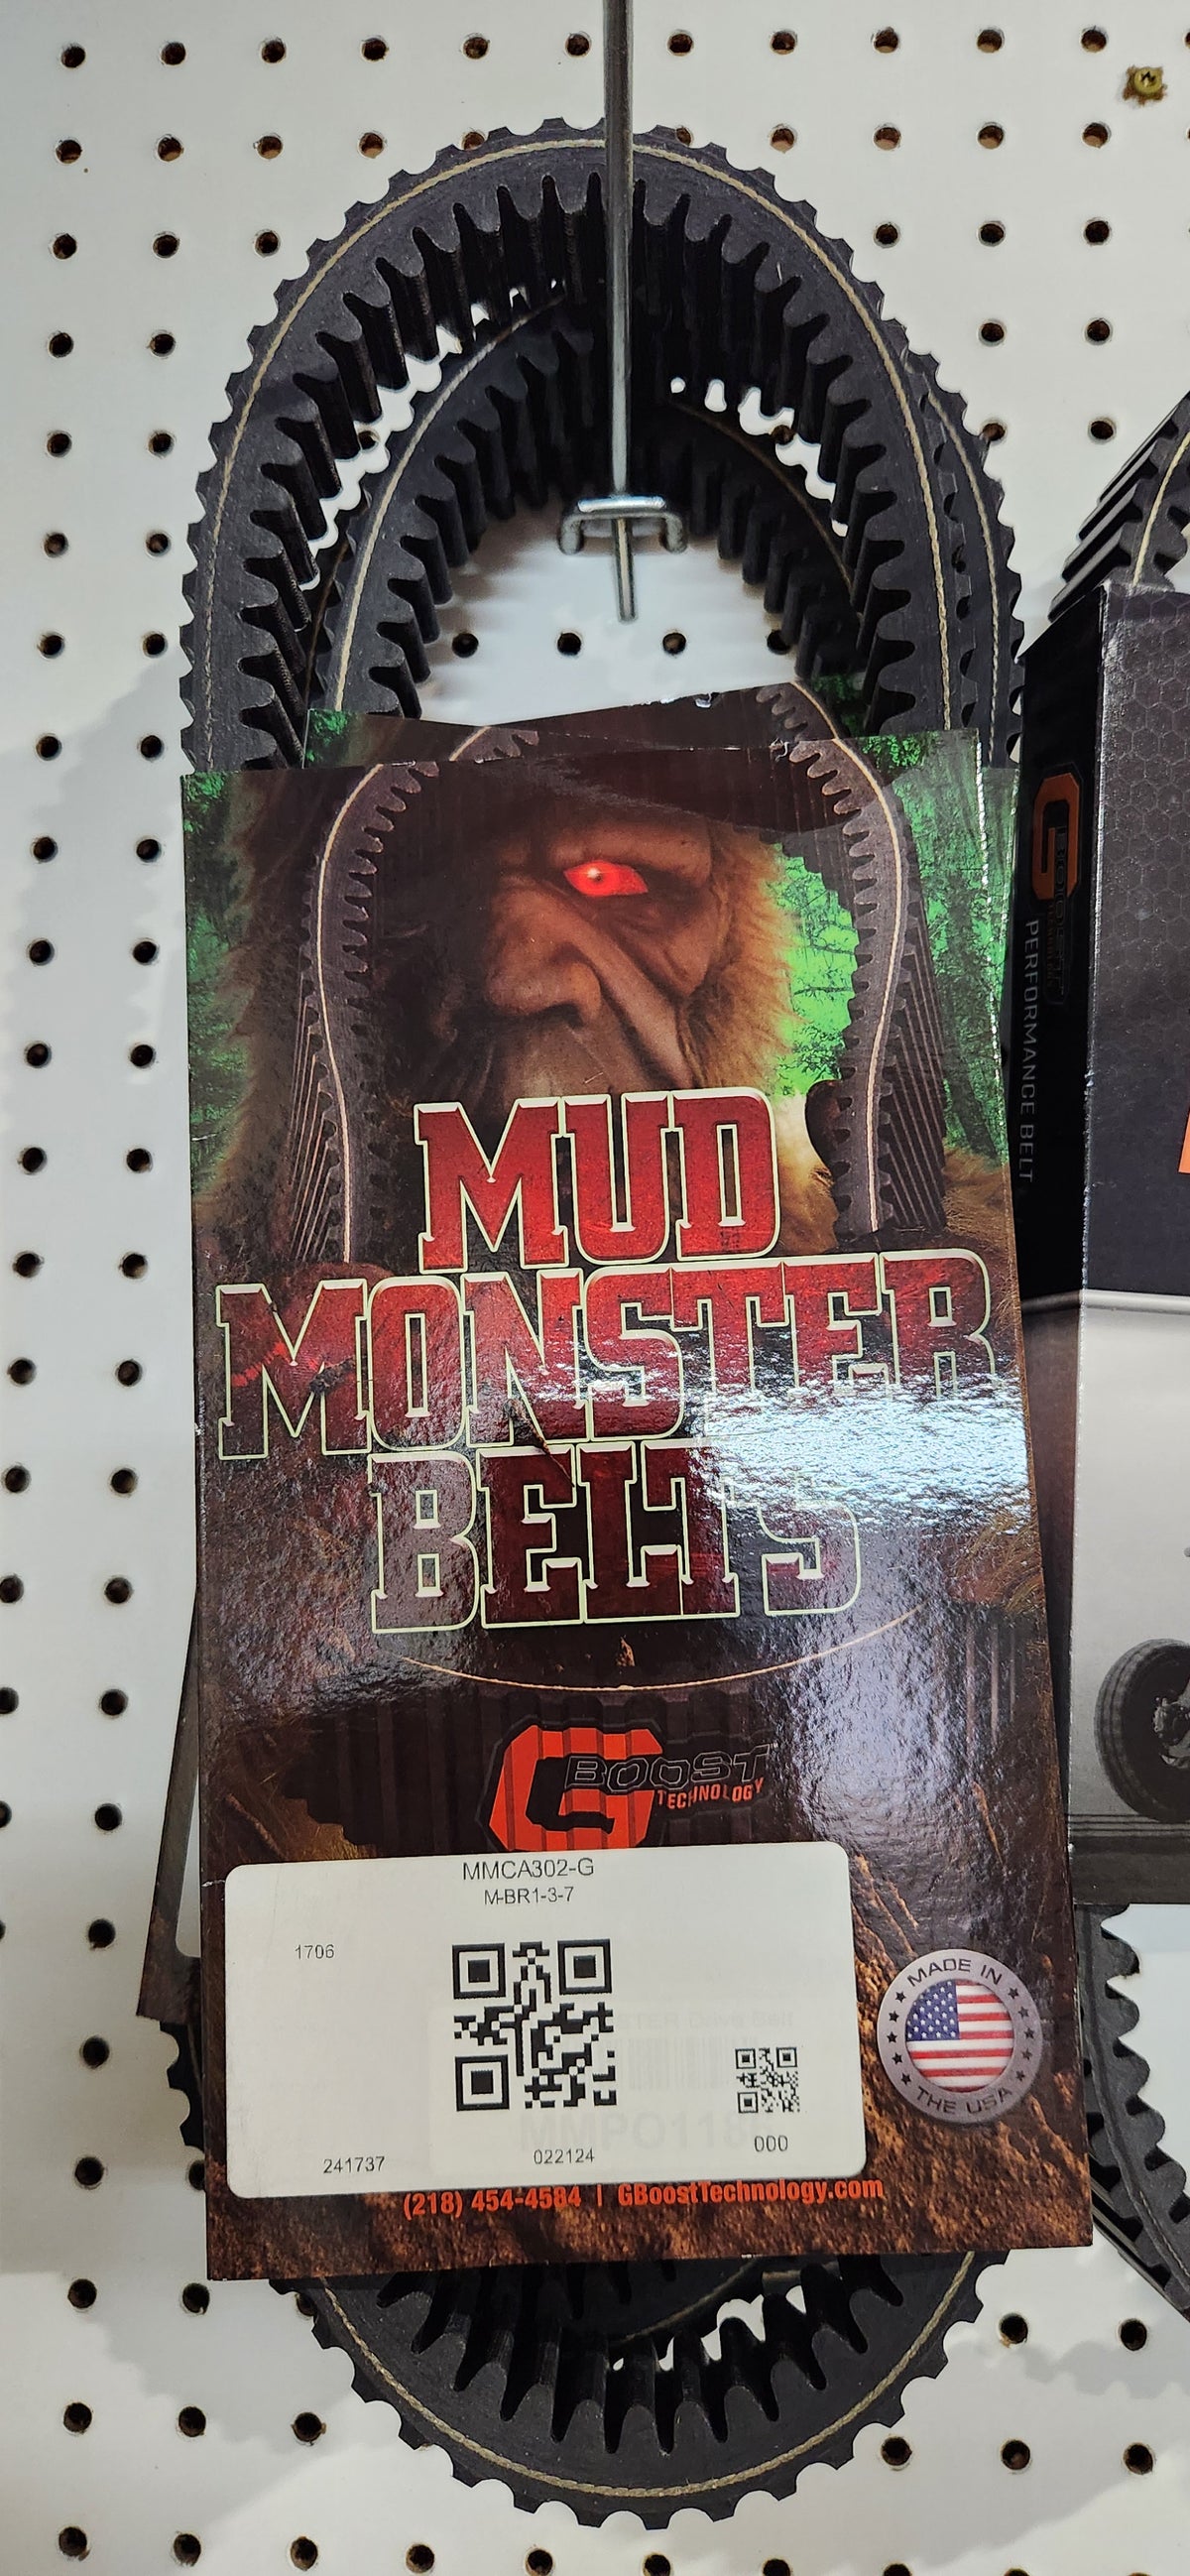 MUD
MONSTER
BELTS
G BOOST
TECHNOLOGY
MMCA302-G
M-BR1-3-7
1706
MADE IN
THE USA
241737
022124
000
(218) 454-4584 | GBoostTechnology.com
G BOOST
PERFORMANCE BELT